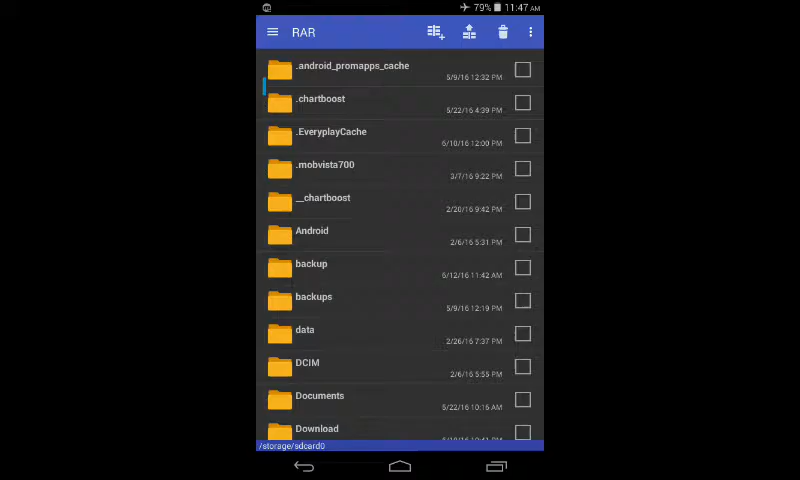 79% 11:47 AM
RAR
.android_promapps_cache
5/9/16 12:32 PM
.chartboost
5/22/16 4:39 PM
.EveryplayCache
6/10/16 12:00 PM
.mobvista700
3/7/16 9:22 PM
__chartboost
2/20/16 9:42 PM
Android
2/6/16 5:31 PM
backup
6/12/16 11:42 AM
backups
5/9/16 12:19 PM
data
2/26/16 7:37 PM
DCIM
2/6/16 5:55 PM
Documents
5/22/16 10:16 AM
Download
/storage/sdcard0